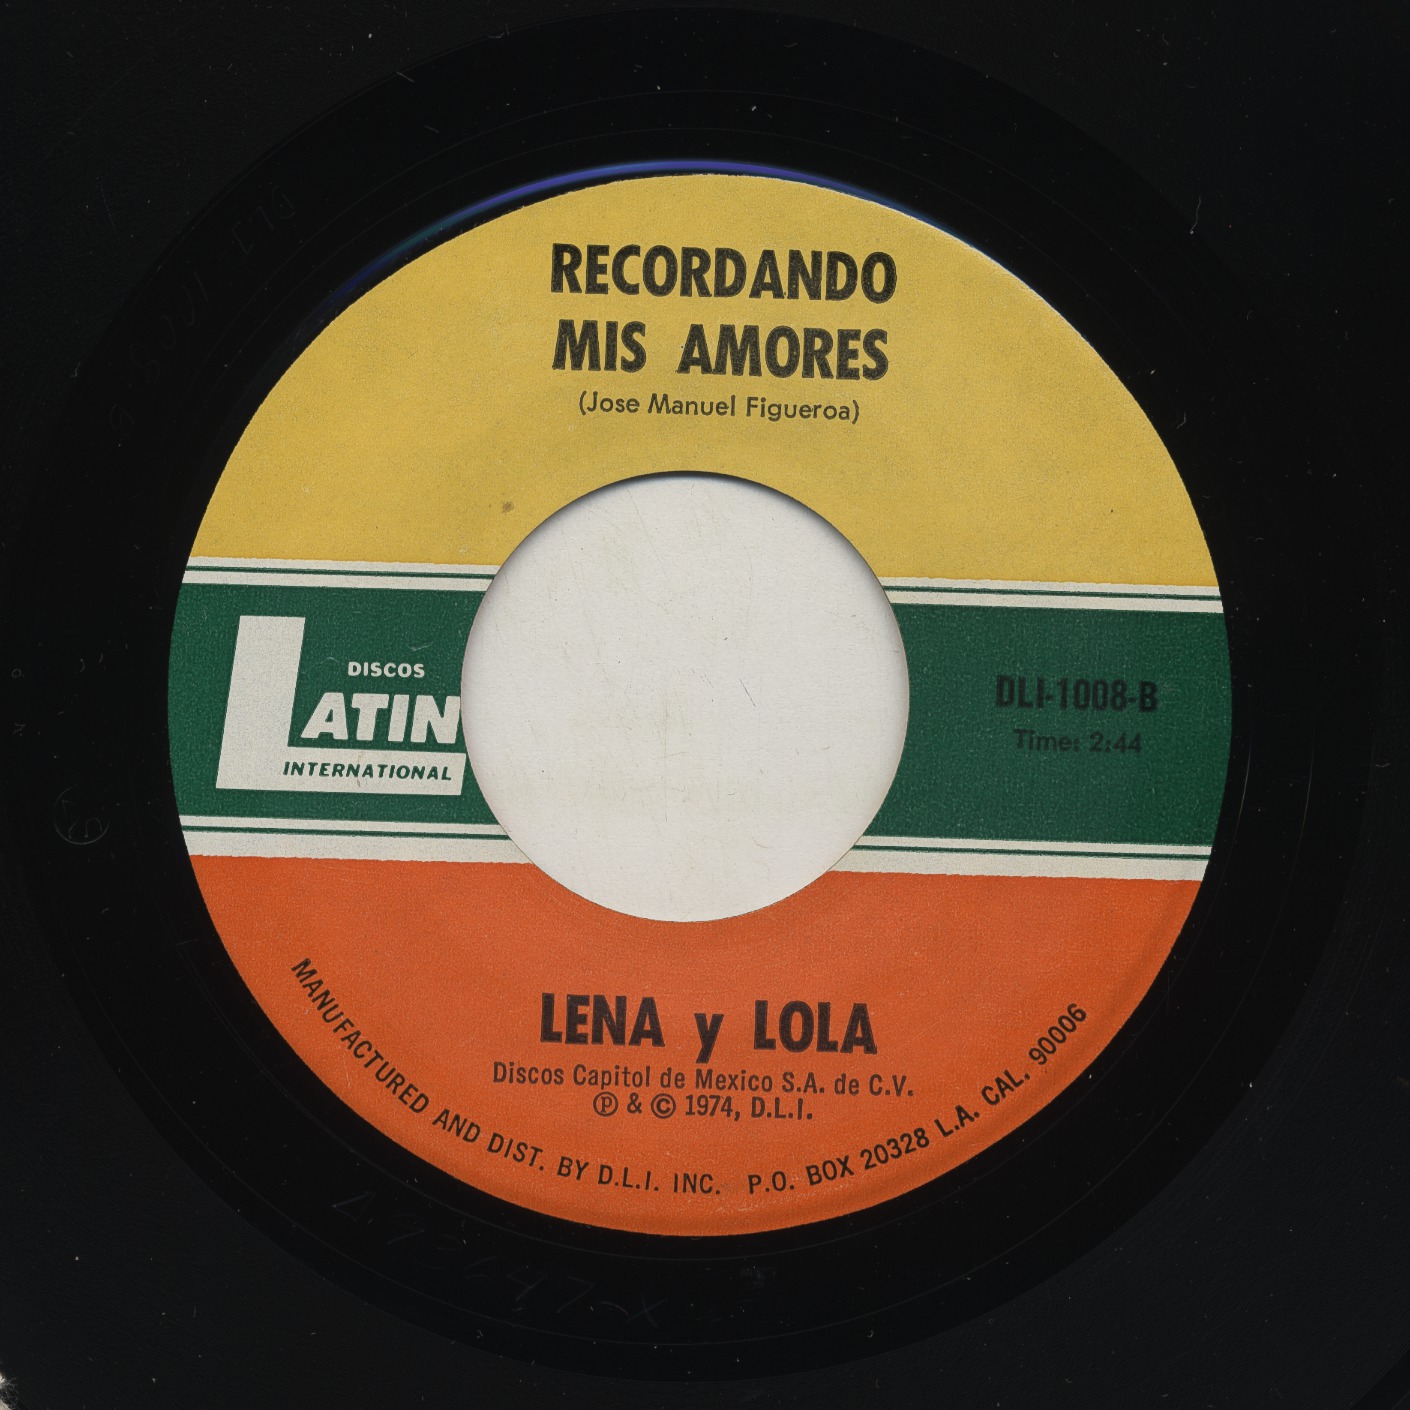 RECORDANDO
MIS AMORES
(Jose Manuel Figueroa)
DISCOS
LATIN
INTERNATIONAL
DLI-1008-B
Time: 2:44
LENA y LOLA
Discos Capitol de Mexico S.A. de C.V.
Ⓟ & © 1974, D.L.I.
MANUFACTURED AND DIST. BY D.L.I. INC. P.O. BOX 20328 L.A. CAL. 90006